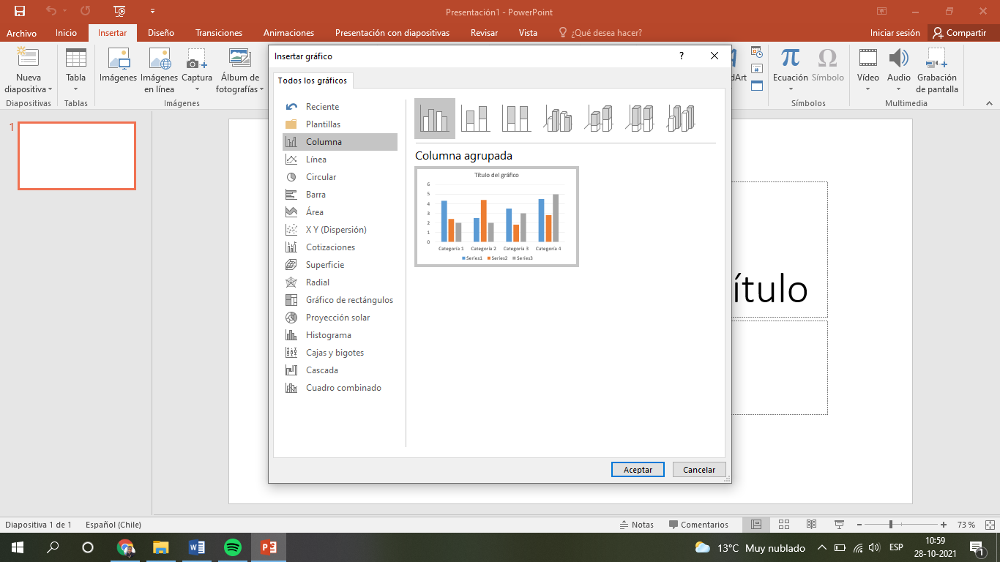 Presentación1 - PowerPoint
Archivo Inicio Insertar Diseño Transiciones Animaciones Presentación con diapositivas Revisar Vista ¿Qué desea hacer? Iniciar sesión Compartir
Nueva diapositiva
Tabla
Imágenes
Imágenes en línea
Captura
Álbum de fotografías
Diapositivas Tablas Imágenes
Insertar gráfico
?
Todos los gráficos
Reciente
Plantillas
Columna
Línea
Circular
Barra
Área
X Y (Dispersión)
Cotizaciones
Superficie
Radial
Gráfico de rectángulos
Proyección solar
Histograma
Cajas y bigotes
Cascada
Cuadro combinado
Columna agrupada
Título del gráfico
6
5
4
3
2
1
0
Categoría 1 Categoría 2 Categoría 3 Categoría 4
Series1 Series2 Series3
Aceptar Cancelar
dArt
π Ω
Ecuación Símbolo
Vídeo Audio Grabación de pantalla
Símbolos Multimedia
1
ítulo
Diapositiva 1 de 1 Español (Chile) Notas Comentarios 73 %
13°C Muy nublado ESP
10:59
28-10-2021
1